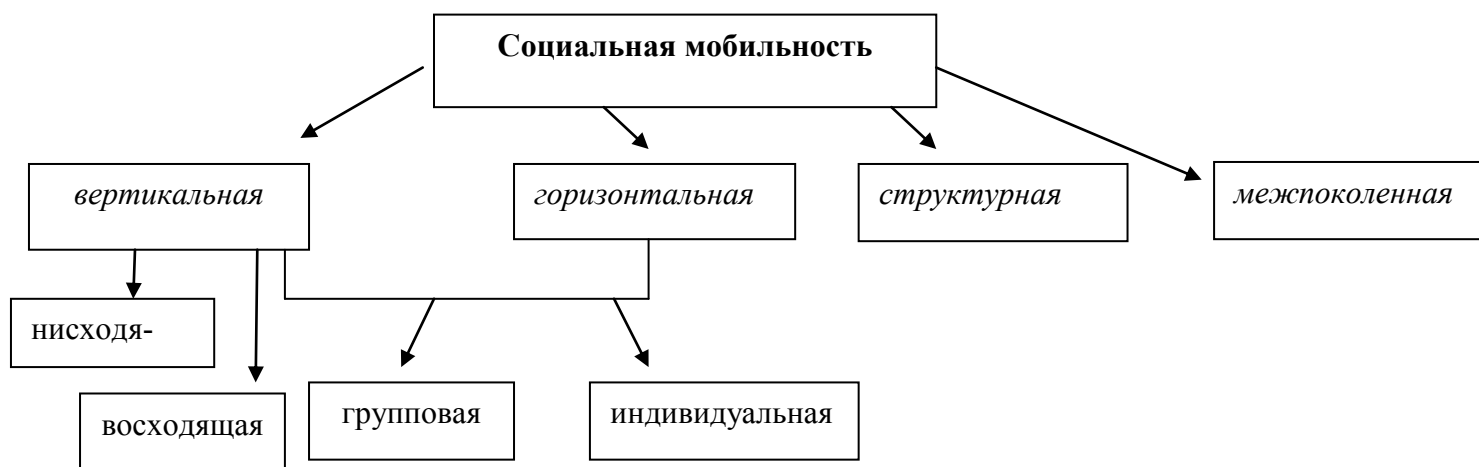 Социальная мобильность
вертикальная
горизонтальная
структурная
межпоколенная
нисходя-
восходящая
групповая
индивидуальная